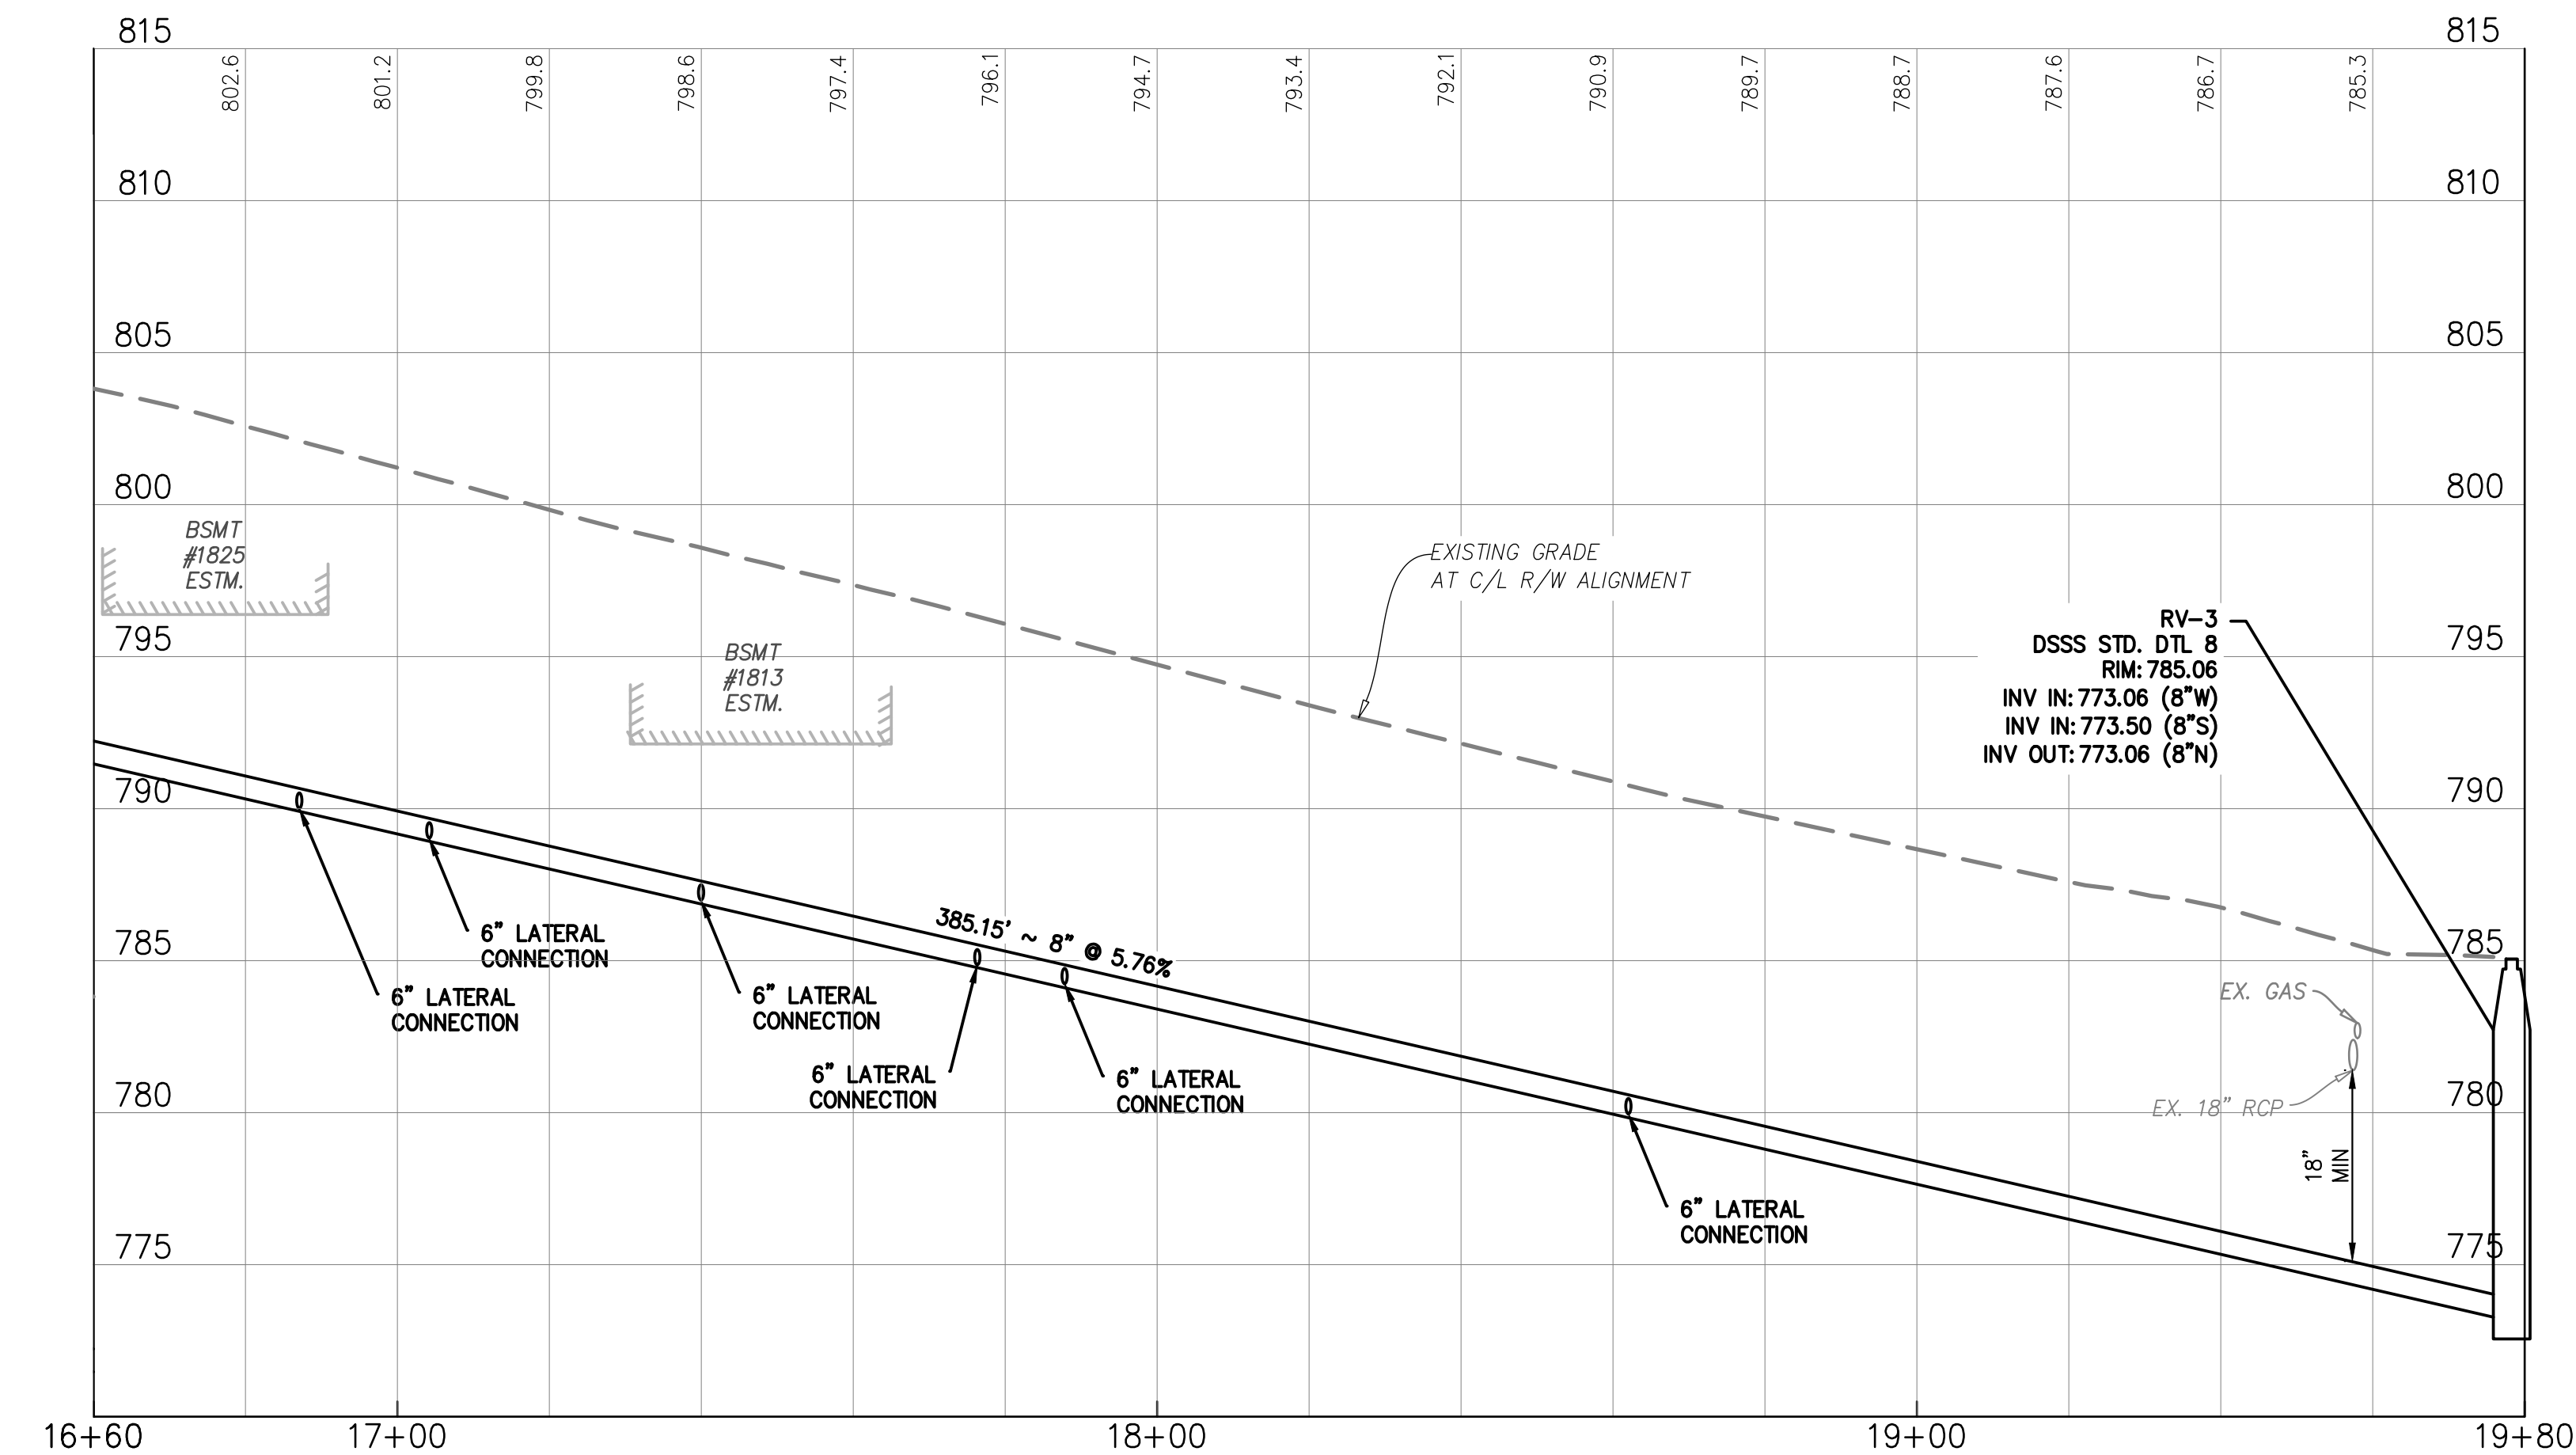 815
802.6
801.2
799.8
798.6
797.4
796.1
794.7
793.4
792.1
790.9
789.7
788.7
787.6
786.7
785.3
815
810
810
805
805
800
800
BSMT
#1825
ESTM.
EXISTING GRADE
AT C/L R/W ALIGNMENT
795
795
BSMT
#1813
ESTM.
RV-3
DSSS STD. DTL 8
RIM: 785.06
INV IN: 773.06 (8"W)
INV IN: 773.50 (8"S)
INV OUT: 773.06 (8"N)
790
790
785
785
6" LATERAL
CONNECTION
6" LATERAL
CONNECTION
6" LATERAL
CONNECTION
385.15' ~ 8" @ 5.76%
6" LATERAL
CONNECTION
6" LATERAL
CONNECTION
6" LATERAL
CONNECTION
EX. GAS
EX. 18" RCP
18"
MIN
780
780
775
775
16+60
17+00
18+00
19+00
19+80